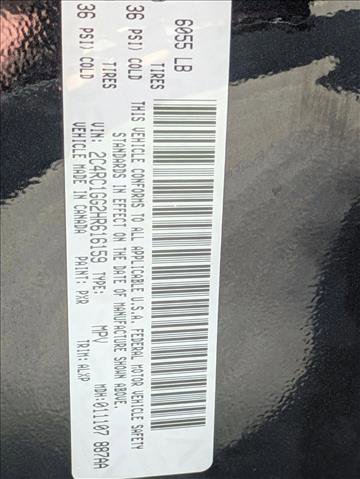 6055 LB
TIRES
36 PSI) COLD
TIRES
36 PSI) COLD
THIS VEHICLE CONFORMS TO ALL APPLICABLE U.S.A. FEDERAL MOTOR VEHICLE SAFETY
STANDARDS IN EFFECT ON THE DATE OF MANUFACTURE SHOWN ABOVE.
VIN: 2C4RC1GG2HR616159 TYPE: MPV MDH:011107 887AA
VEHICLE MADE IN CANADA PAINT: PXR TRIM:ALXP